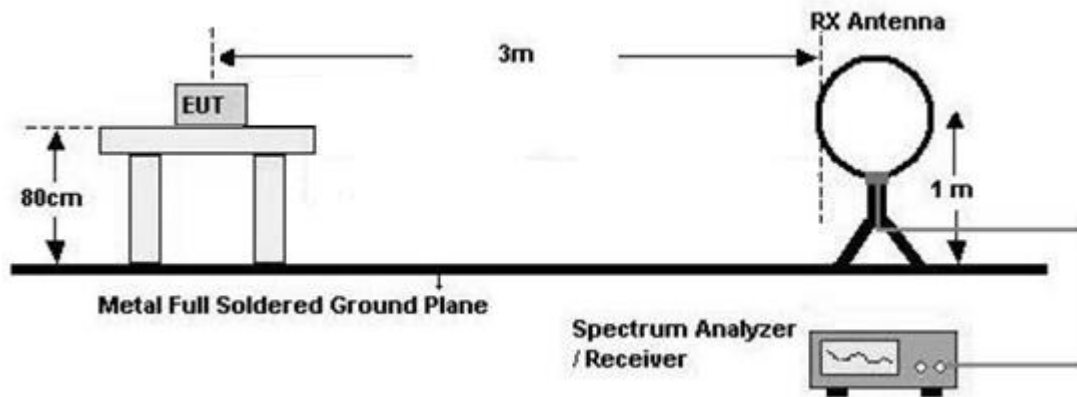 RX Antenna
3m
EUT
80cm
1 m
Metal Full Soldered Ground Plane
Spectrum Analyzer
/ Receiver